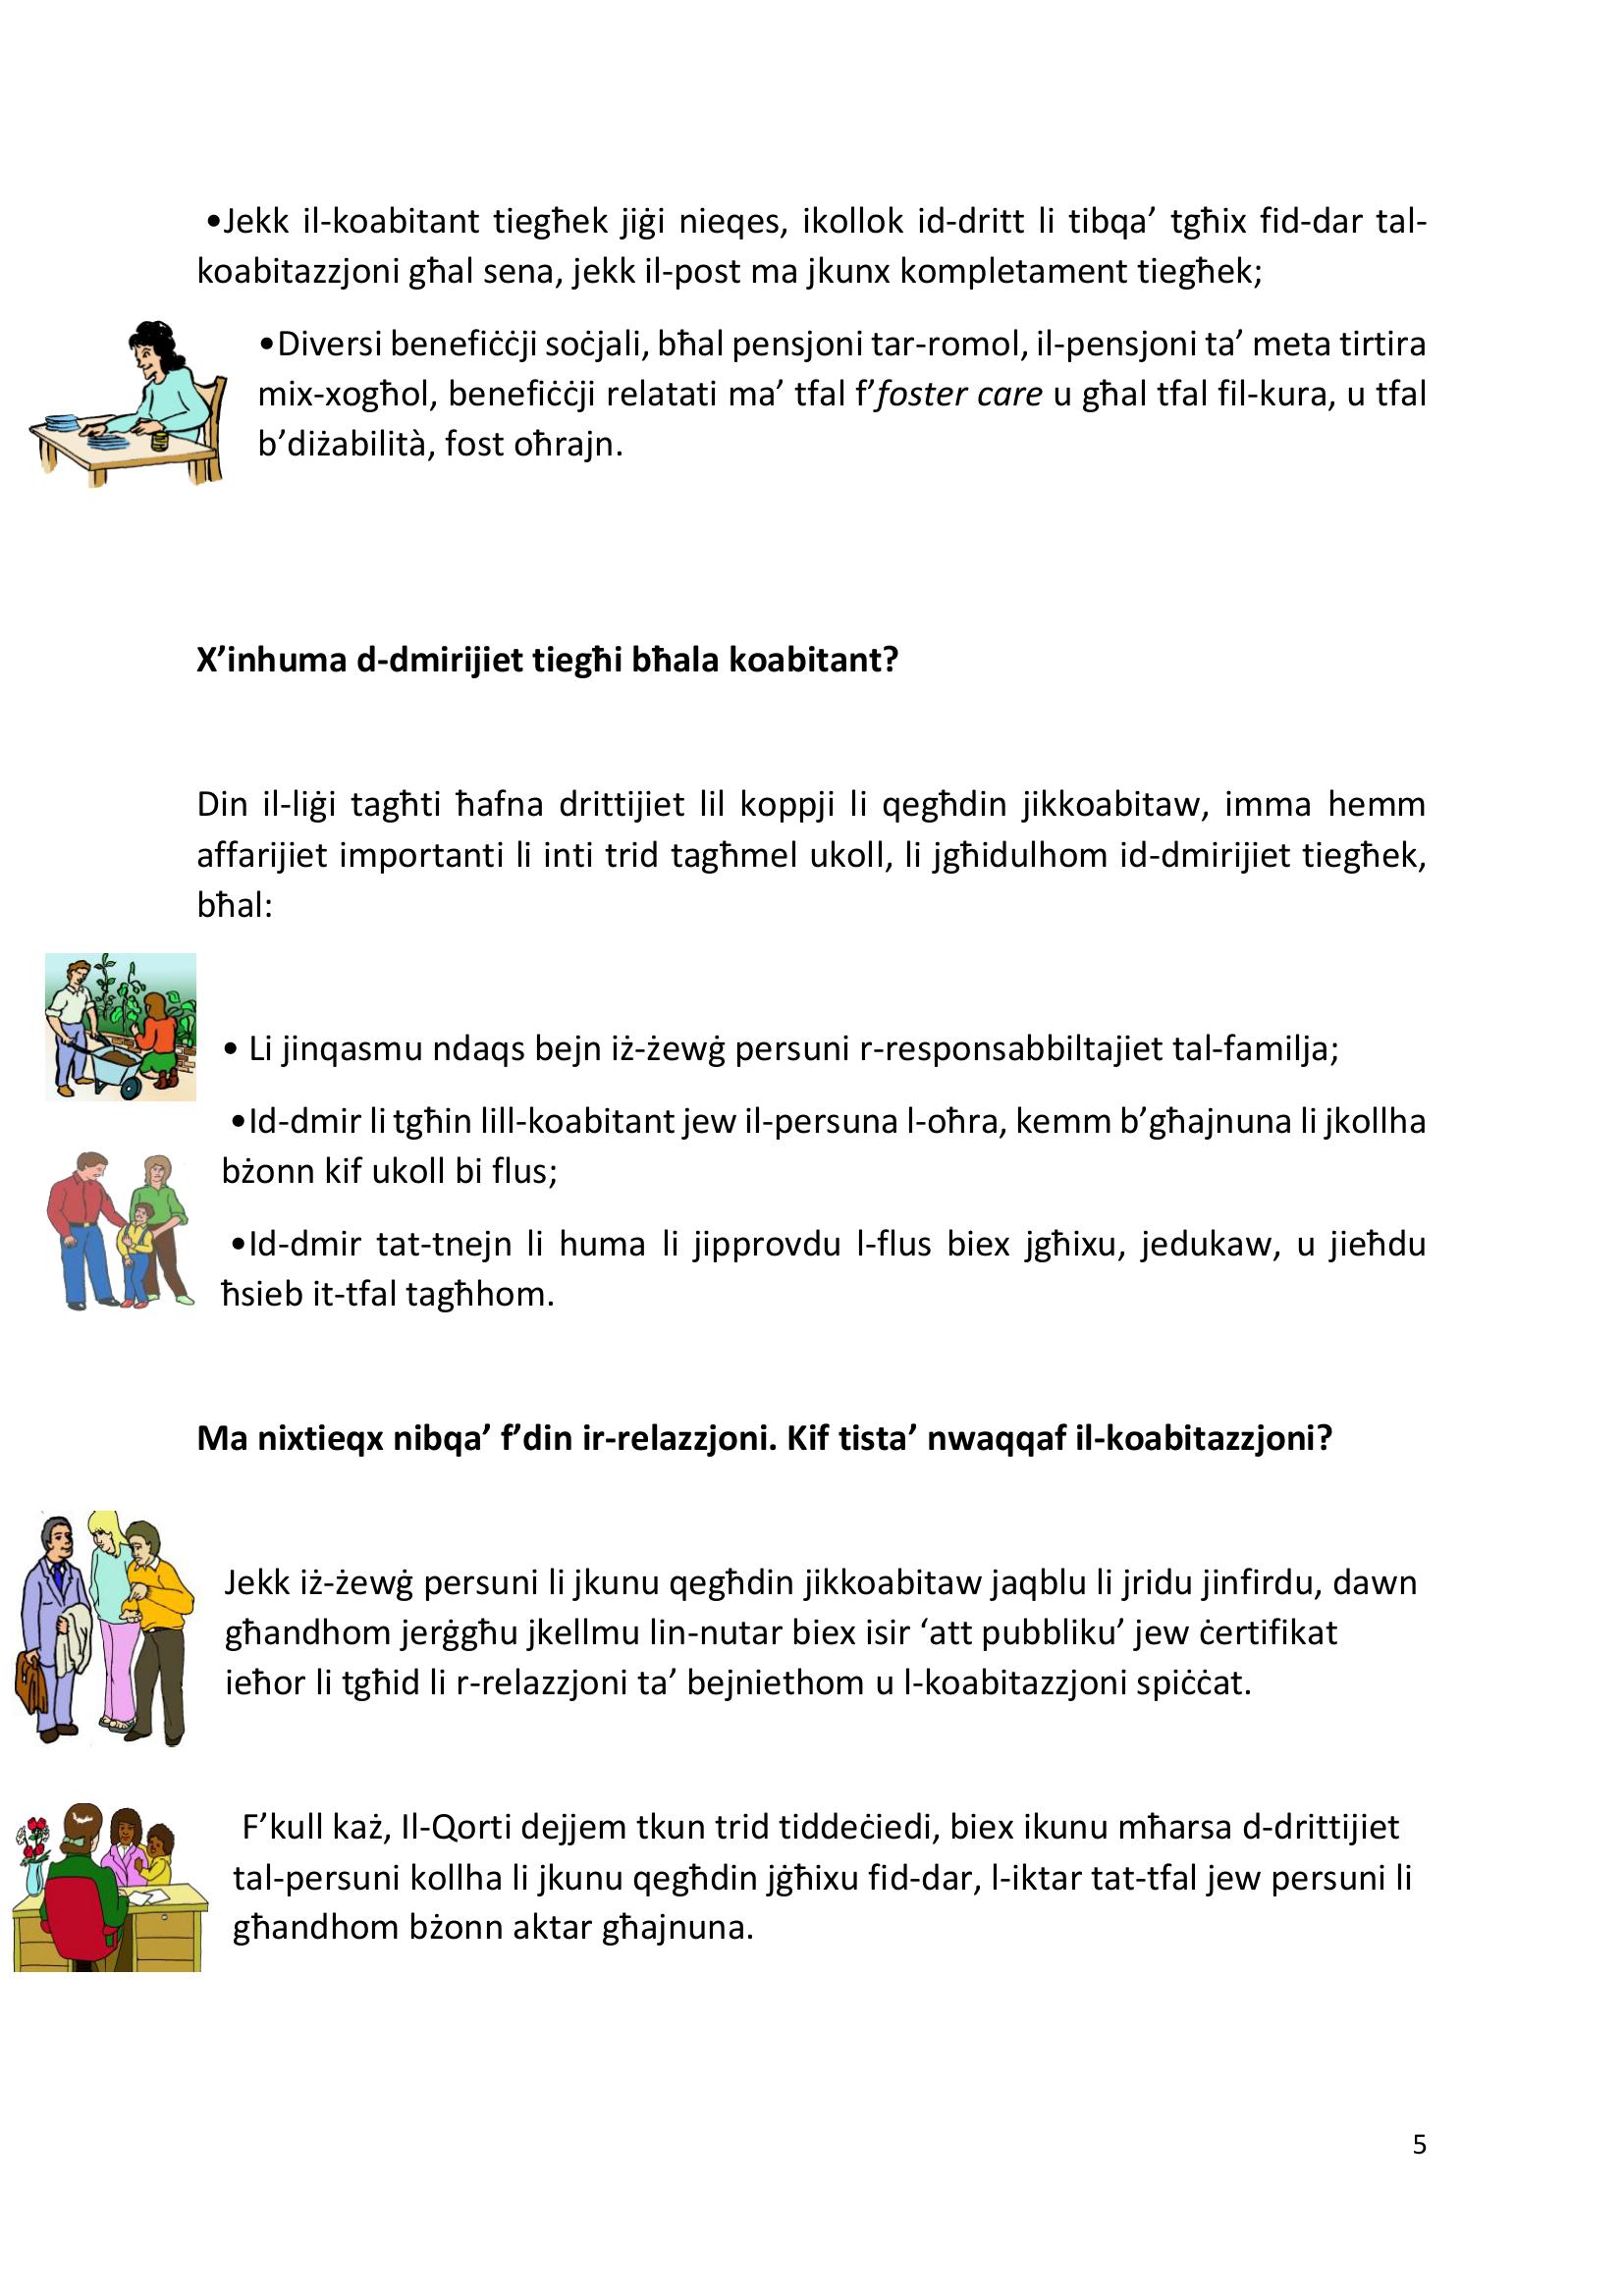 •Jekk il-koabitant tiegħek jiġi nieqes, ikollok id-dritt li tibqa’ tgħix fid-dar tal-
koabitazzjoni għal sena, jekk il-post ma jkunx kompletament tiegħek;
•Diversi benefiċċji soċjali, bħal pensjoni tar-romol, il-pensjoni ta’ meta tirtira
mix-xogħol, benefiċċji relatati ma’ tfal f’foster care u għal tfal fil-kura, u tfal
b’diżabilità, fost oħrajn.
X’inhuma d-dmirijiet tiegħi bħala koabitant?
Din il-liġi tagħti ħafna drittijiet lil koppji li qegħdin jikkoabitaw, imma hemm
affarijiet importanti li inti trid tagħmel ukoll, li jgħidulhom id-dmirijiet tiegħek,
bħal:
• Li jinqasmu ndaqs bejn iż-żewġ persuni r-responsabbiltajiet tal-familja;
•Id-dmir li tgħin lill-koabitant jew il-persuna l-oħra, kemm b’għajnuna li jkollha
bżonn kif ukoll bi flus;
•Id-dmir tat-tnejn li huma li jipprovdu l-flus biex jgħixu, jedukaw, u jieħdu
ħsieb it-tfal tagħhom.
Ma nixtieqx nibqa’ f’din ir-relazzjoni. Kif tista’ nwaqqaf il-koabitazzjoni?
Jekk iż-żewġ persuni li jkunu qegħdin jikkoabitaw jaqblu li jridu jinfirdu, dawn
għandhom jerġgħu jkellmu lin-nutar biex isir ‘att pubbliku’ jew ċertifikat
ieħor li tgħid li r-relazzjoni ta’ bejniethom u l-koabitazzjoni spiċċat.
F’kull każ, Il-Qorti dejjem tkun trid tiddeċiedi, biex ikunu mħarsa d-drittijiet
tal-persuni kollha li jkunu qegħdin jġħixu fid-dar, l-iktar tat-tfal jew persuni li
għandhom bżonn aktar għajnuna.
5